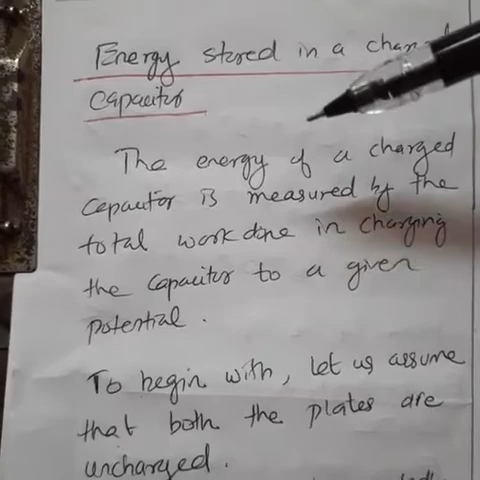 Energy stored in a
capacitor
The energy of a charged
capacitor is measured by the
total work done in charging
the capacitor to a given
potential.
To begin with, let us assume
that both the plates are
uncharged.